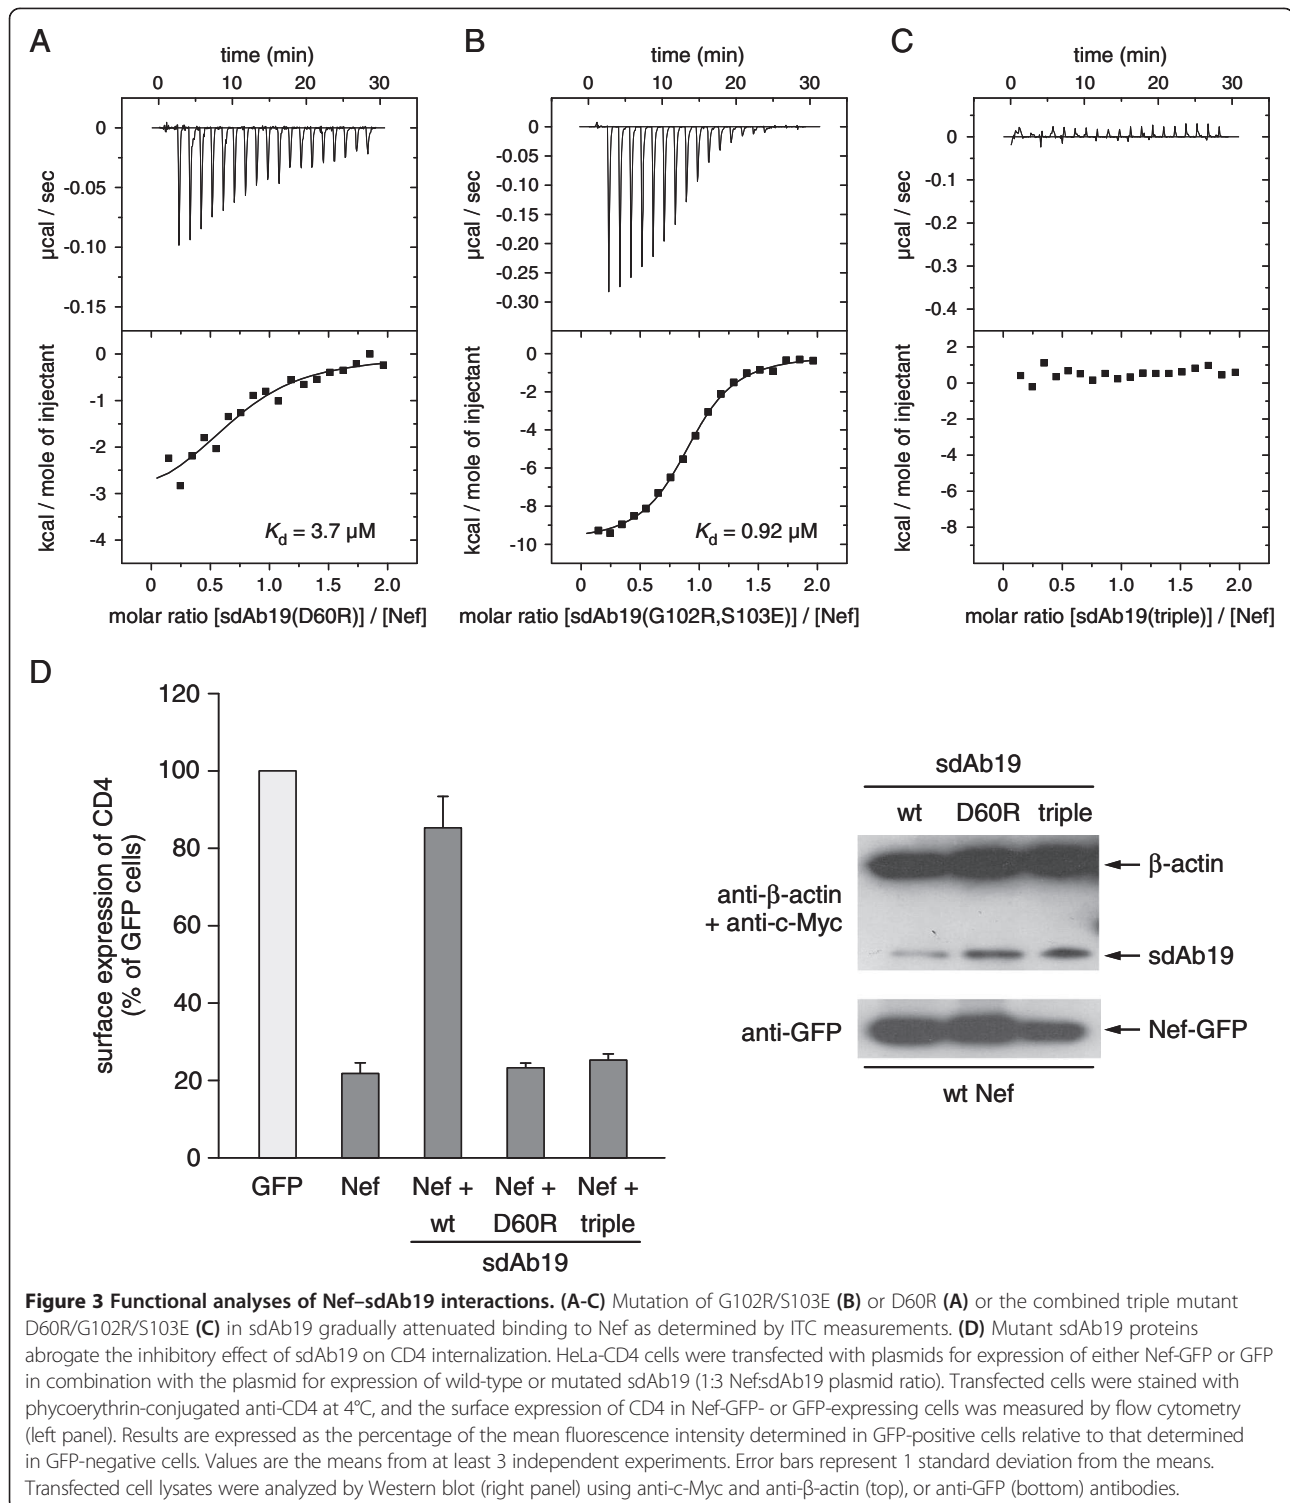 A
time (min)
0 10 20 30
0
-0.05
-0.10
-0.15
µcal / sec
0
-1
-2
-3
-4
kcal / mole of injectant
Kd = 3.7 µM
0 0.5 1.0 1.5 2.0
molar ratio [sdAb19(D60R)] / [Nef]
B
time (min)
0 10 20 30
0
-0.05
-0.10
-0.15
-0.20
-0.25
-0.30
µcal / sec
0
-2
-4
-6
-8
-10
kcal / mole of injectant
Kd = 0.92 µM
0 0.5 1.0 1.5 2.0
molar ratio [sdAb19(G102R,S103E)] / [Nef]
C
time (min)
0 10 20 30
0
-0.1
-0.2
-0.3
-0.4
µcal / sec
2
0
-2
-4
-6
-8
kcal / mole of injectant
0 0.5 1.0 1.5 2.0
molar ratio [sdAb19(triple)] / [Nef]
D
120
100
80
60
40
20
0
surface expression of CD4
(% of GFP cells)
GFP Nef Nef + Nef + Nef +
wt D60R triple
sdAb19
sdAb19
wt D60R triple
β-actin
anti-β-actin
+ anti-c-Myc
sdAb19
anti-GFP
Nef-GFP
wt Nef
Figure 3 Functional analyses of Nef–sdAb19 interactions. (A-C) Mutation of G102R/S103E (B) or D60R (A) or the combined triple mutant
D60R/G102R/S103E (C) in sdAb19 gradually attenuated binding to Nef as determined by ITC measurements. (D) Mutant sdAb19 proteins
abrogate the inhibitory effect of sdAb19 on CD4 internalization. HeLa-CD4 cells were transfected with plasmids for expression of either Nef-GFP or GFP
in combination with the plasmid for expression of wild-type or mutated sdAb19 (1:3 Nef:sdAb19 plasmid ratio). Transfected cells were stained with
phycoerythrin-conjugated anti-CD4 at 4°C, and the surface expression of CD4 in Nef-GFP- or GFP-expressing cells was measured by flow cytometry
(left panel). Results are expressed as the percentage of the mean fluorescence intensity determined in GFP-positive cells relative to that determined
in GFP-negative cells. Values are the means from at least 3 independent experiments. Error bars represent 1 standard deviation from the means.
Transfected cell lysates were analyzed by Western blot (right panel) using anti-c-Myc and anti-β-actin (top), or anti-GFP (bottom) antibodies.